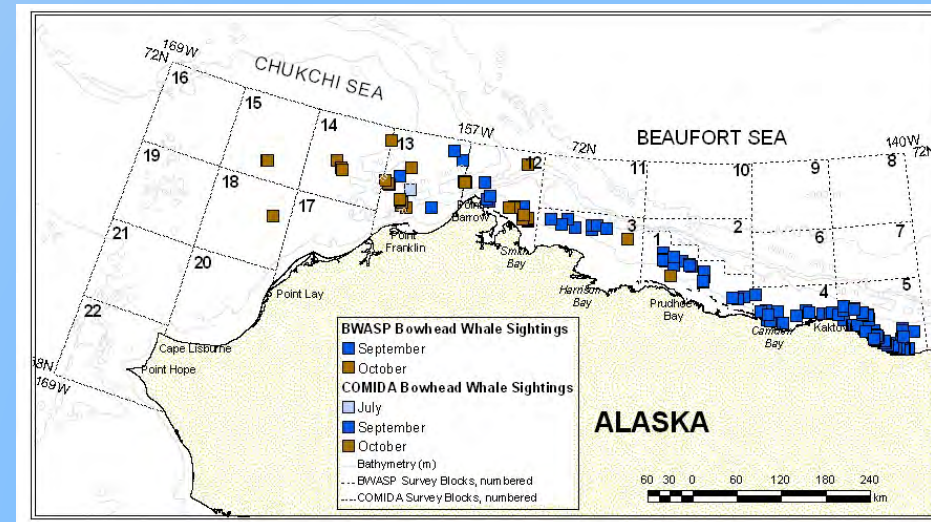 169W
72N
16
CHUKCHI SEA
15
14
13
157W
12
72N
BEAUFORT SEA
11
10
9
8
140W
72N
19
18
17
Point
Barrow
3
1
2
6
7
21
20
Point
Franklin
Smith
Bay
Harrison
Bay
Prudhoe
Bay
4
5
Camden
Bay
22
Point Lay
Cape Lisburne
Point Hope
169W
BWASP Bowhead Whale Sightings
September
October
COMIDA Bowhead Whale Sightings
July
September
October
Bathymetry (m)
BWASP Survey Blocks, numbered
COMIDA Survey Blocks, numbered
ALASKA
60 30 0 60 120 180 240
km